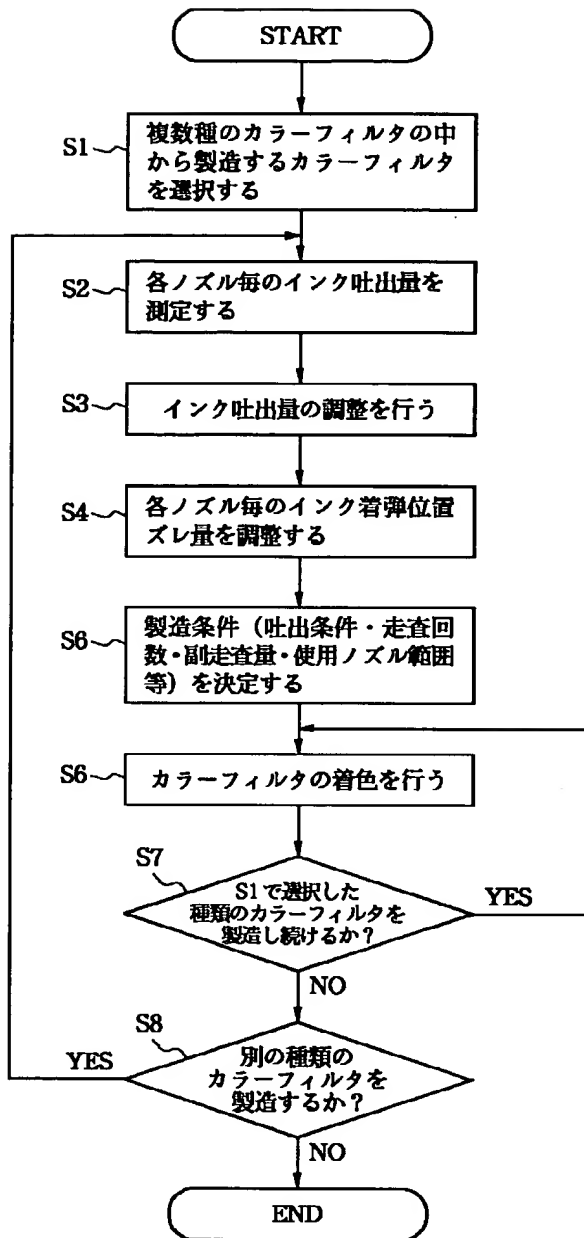 START
S1
複数種のカラーフィルタの中
から製造するカラーフィルタ
を選択する
S2
各ノズル毎のインク吐出量を
測定する
S3
インク吐出量の調整を行う
S4
各ノズル毎のインク着弾位置
ズレ量を調整する
S6
製造条件（吐出条件・走査回
数・副走査量・使用ノズル範囲
等）を決定する
S6
カラーフィルタの着色を行う
S7
S1で選択した
種類のカラーフィルタを
製造し続けるか？
YES
NO
S8
別の種類の
カラーフィルタを
製造するか？
YES
NO
END